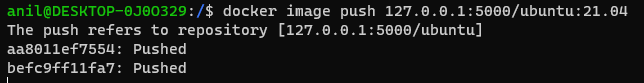 anil@DESKTOP-0J0O329:/$ docker image push 127.0.0.1:5000/ubuntu:21.04
The push refers to repository [127.0.0.1:5000/ubuntu]
aa8011ef7554: Pushed
befc9ff11fa7: Pushed